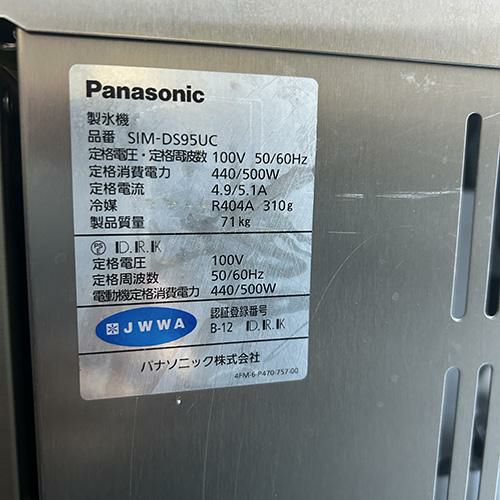 Panasonic
製氷機
品番 SIM-DS95UC
定格電圧・定格周波数 100V 50/60Hz
定格消費電力 440/500W
定格電流 4.9/5.1A
冷媒 R404A 310g
製品質量 71kg
D.R.K
定格電圧 100V
定格周波数 50/60Hz
電動機定格消費電力 440/500W
JWWA 認証登録番号
B-12 D.R.K
パナソニック株式会社
4FM-6-P470-757-00